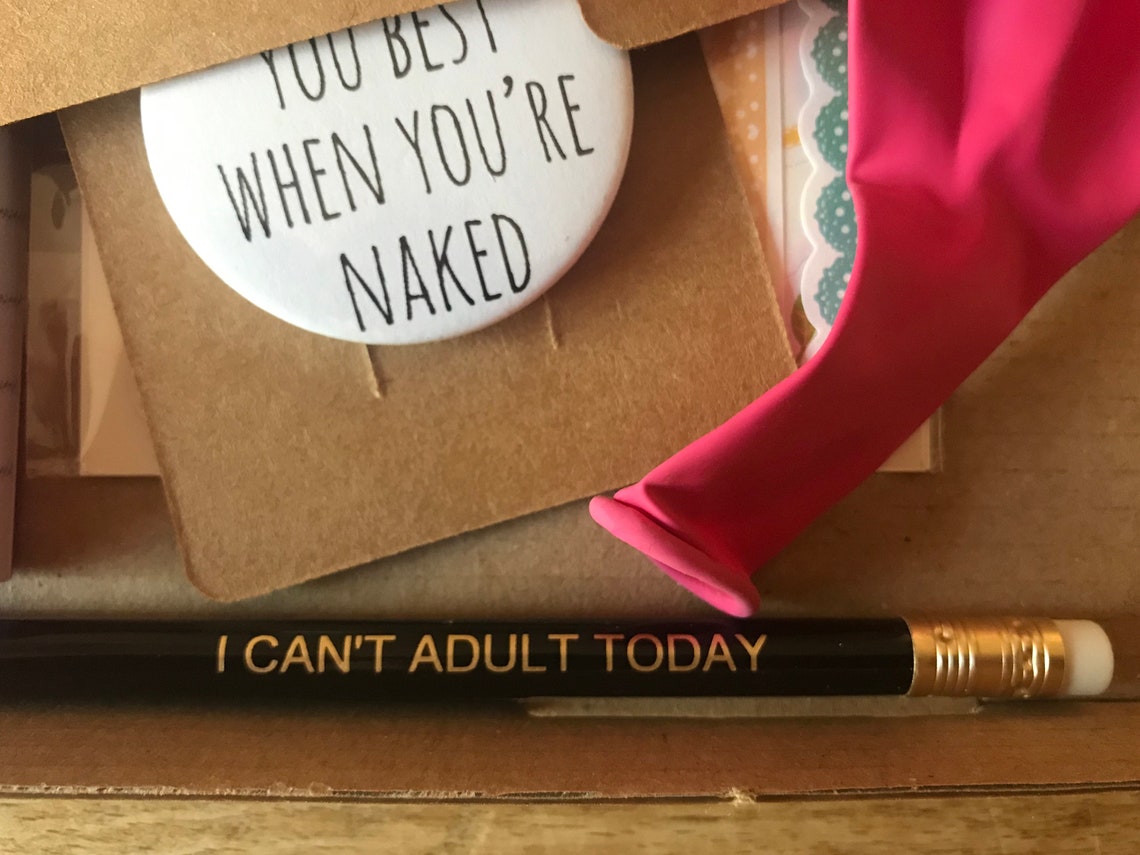 YOU BEST
WHEN YOU'RE
NAKED
I CAN'T ADULT TODAY